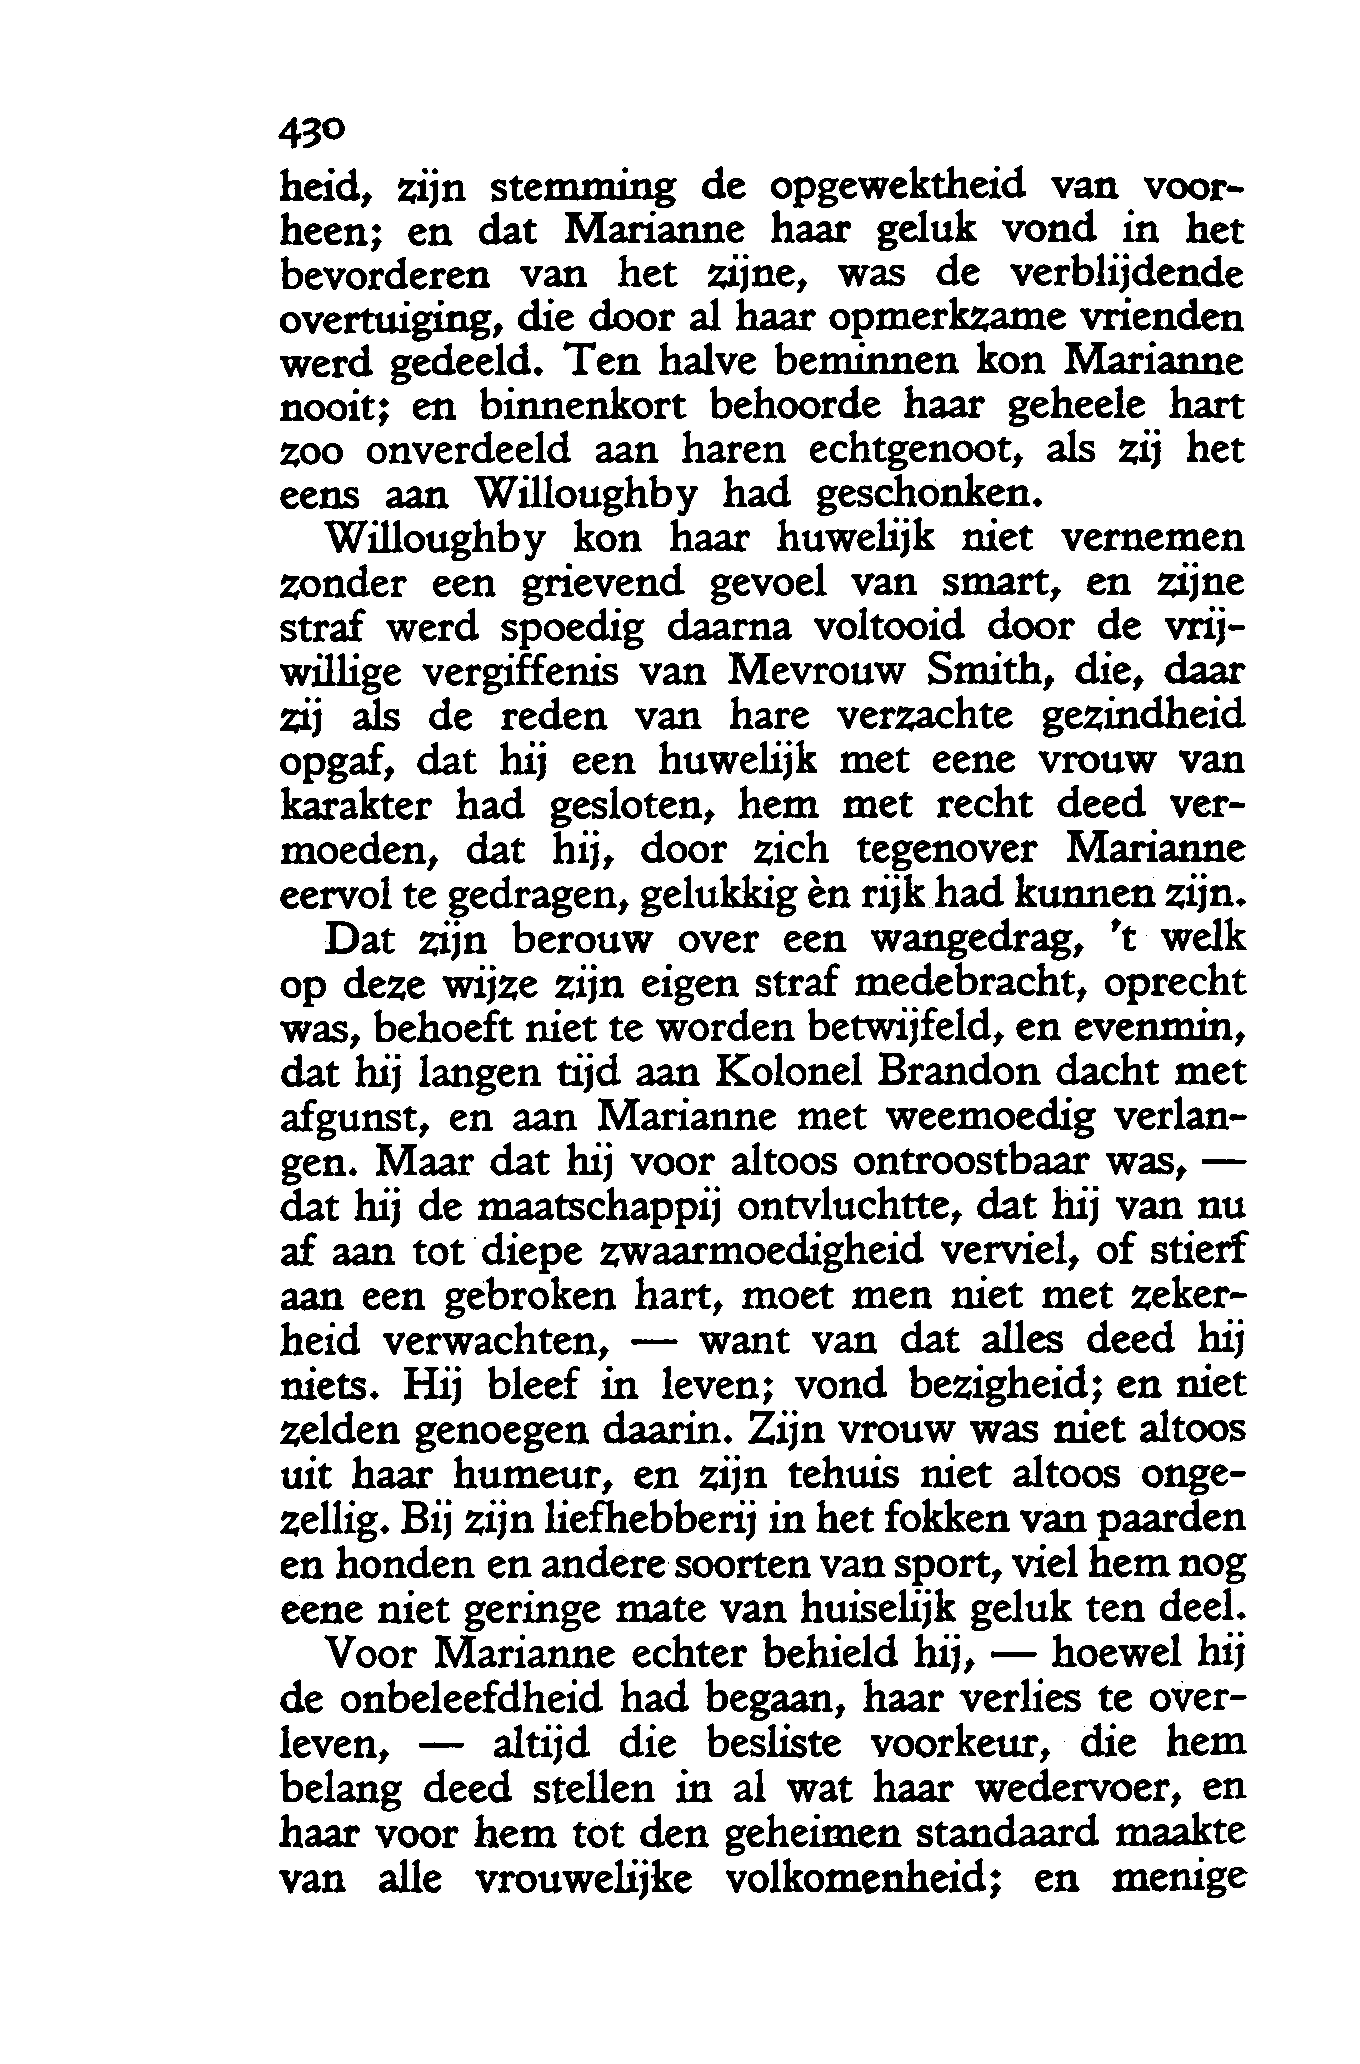 430
heid, zijn stemming de opgewektheid van voor-
heen; en dat Marianne haar geluk vond in het
bevorderen van het zijne, was de verblijdende
overtuiging, die door al haar opmerkzame vrienden
werd gedeeld. Ten halve beminnen kon Marianne
nooit; en binnenkort behoorde haar geheele hart
zoo onverdeeld aan haren echtgenoot, als zij het
eens aan Willoughby had geschonken.
Willoughby kon haar huwelijk niet vernemen
zonder een grievend gevoel van smart, en zijne
straf werd spoedig daarna voltooid door de vrij-
willige vergiffenis van Mevrouw Smith, die, daar
zij als de reden van hare verzachte gezindheid
opgaf, dat hij een huwelijk met eene vrouw van
karakter had gesloten, hem met recht deed ver-
moeden, dat hij, door zich tegenover Marianne
eervol te gedragen, gelukkig èn rijk had kunnen zijn.
Dat zijn berouw over een wangedrag, 't welk
op deze wijze zijn eigen straf medebracht, oprecht
was, behoeft niet te worden betwijfeld, en evenmin,
dat hij langen tijd aan Kolonel Brandon dacht met
afgunst, en aan Marianne met weemoedig verlan-
gen. Maar dat hij voor altoos ontroostbaar was, —
dat hij de maatschappij ontvluchtte, dat hij van nu
af aan tot diepe zwaarmoedigheid verviel, of stierf
aan een gebroken hart, moet men niet met zeker-
heid verwachten, — want van dat alles deed hij
niets. Hij bleef in leven; vond bezigheid; en niet
zelden genoegen daarin. Zijn vrouw was niet altoos
uit haar humeur, en zijn tehuis niet altoos onge-
zellig. Bij zijn liefhebberij in het fokken van paarden
en honden en andere soorten van sport, viel hem nog
eene niet geringe mate van huiselijk geluk ten deel.
Voor Marianne echter behield hij, — hoewel hij
de onbeleefdheid had begaan, haar verlies te over-
leven, — altijd die besliste voorkeur, die hem
belang deed stellen in al wat haar wedervoer, en
haar voor hem tot den geheimen standaard maakte
van alle vrouwelijke volkomenheid; en menige